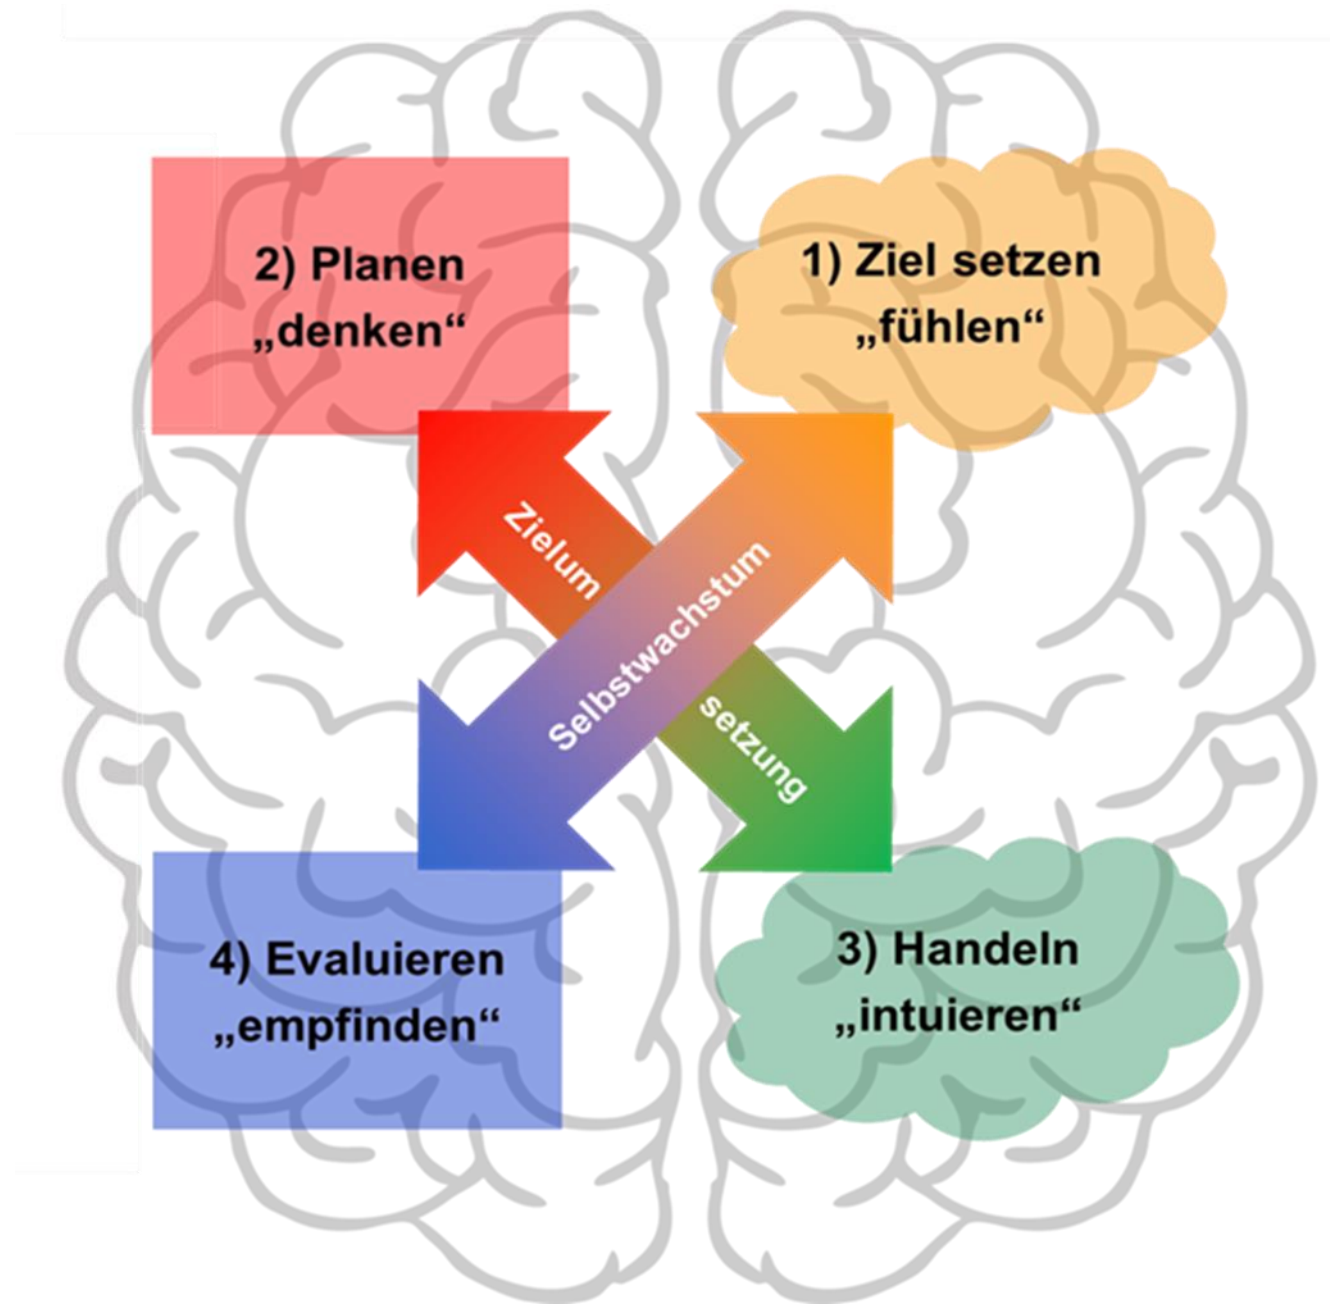 2) Planen
„denken“
1) Ziel setzen
„fühlen“
Zielum
Selbstwachstum
setzung
4) Evaluieren
„empfinden“
3) Handeln
„intuieren“